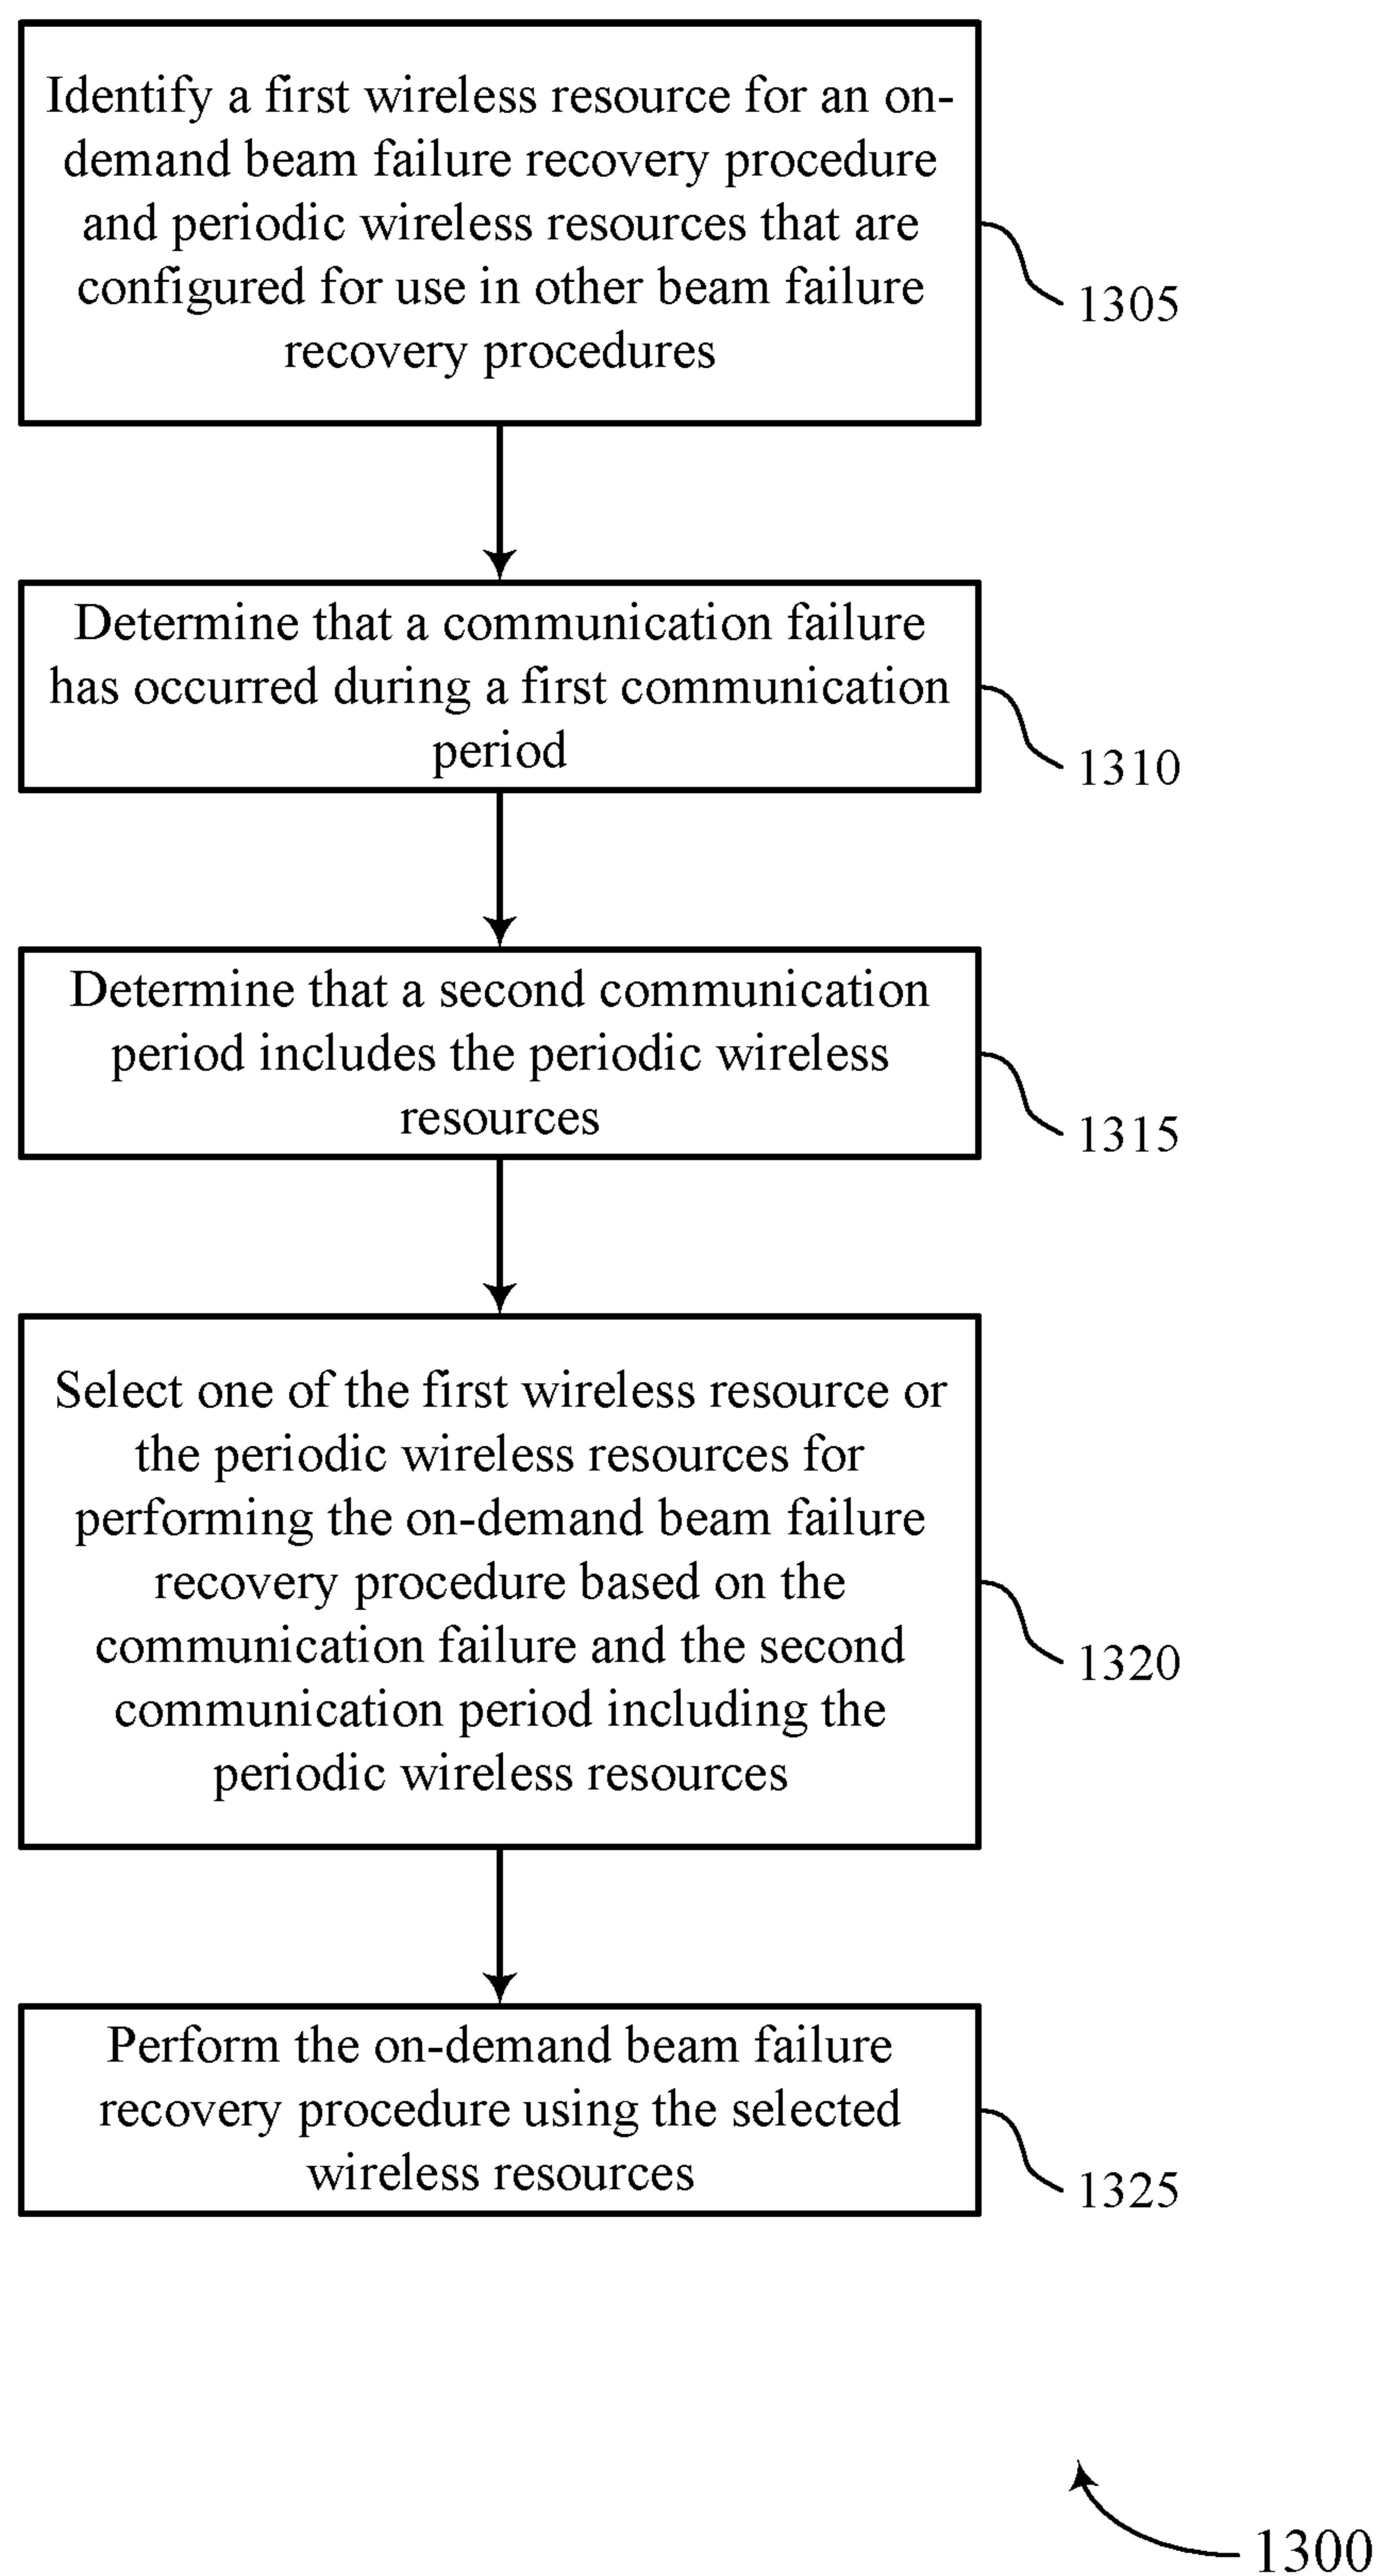 Identify a first wireless resource for an on-
demand beam failure recovery procedure
and periodic wireless resources that are
configured for use in other beam failure
recovery procedures
1305
Determine that a communication failure
has occurred during a first communication
period
1310
Determine that a second communication
period includes the periodic wireless
resources
1315
Select one of the first wireless resource or
the periodic wireless resources for
performing the on-demand beam failure
recovery procedure based on the
communication failure and the second
communication period including the
periodic wireless resources
1320
Perform the on-demand beam failure
recovery procedure using the selected
wireless resources
1325
1300